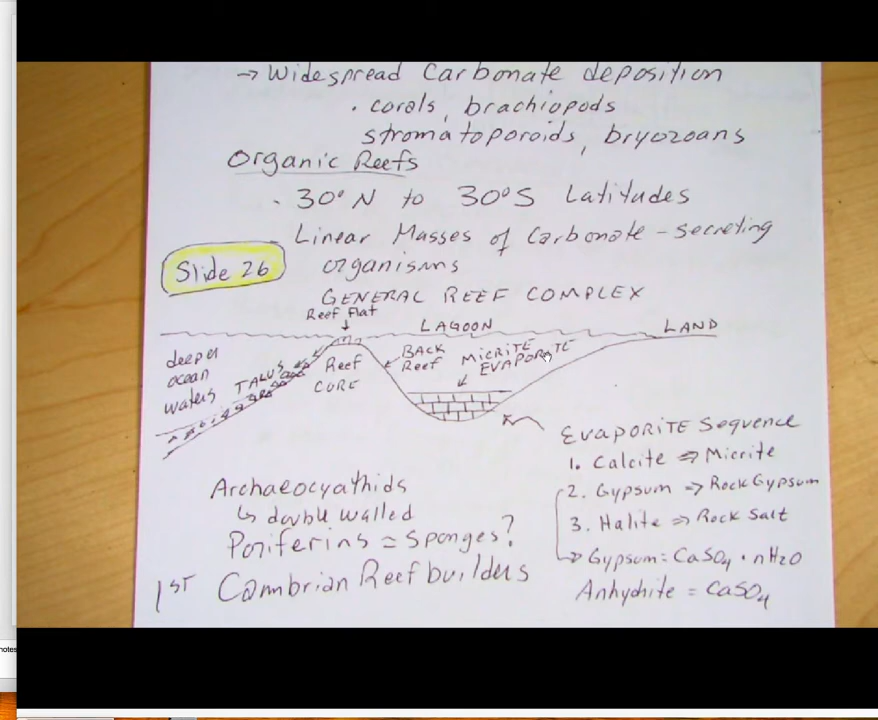 → Widespread Carbonate deposition
. corals, brachiopods
stromatoporoids, bryozoans
Organic Reefs
. 30° N to 30° S Latitudes
Linear Masses of Carbonate - secreting
organisms
Slide 26
GENERAL REEF COMPLEX
Reef Flat
LAGOON
LAND
deeper
ocean
waters
TALUS
Reef
CORE
BACK
Reef
MICRITE
EVAPORITE
EVAPORITE Sequence
1. Calcite ⇒ Micrite
2. Gypsum ⇒ Rock Gypsum
3. Halite ⇒ Rock Salt
→ Gypsum: CaSO4 · nH2O
Anhydrite = CaSO4
Archaeocyathids
↳ double walled
Poriferins = Sponges?
1ST Cambrian Reef builders
notes